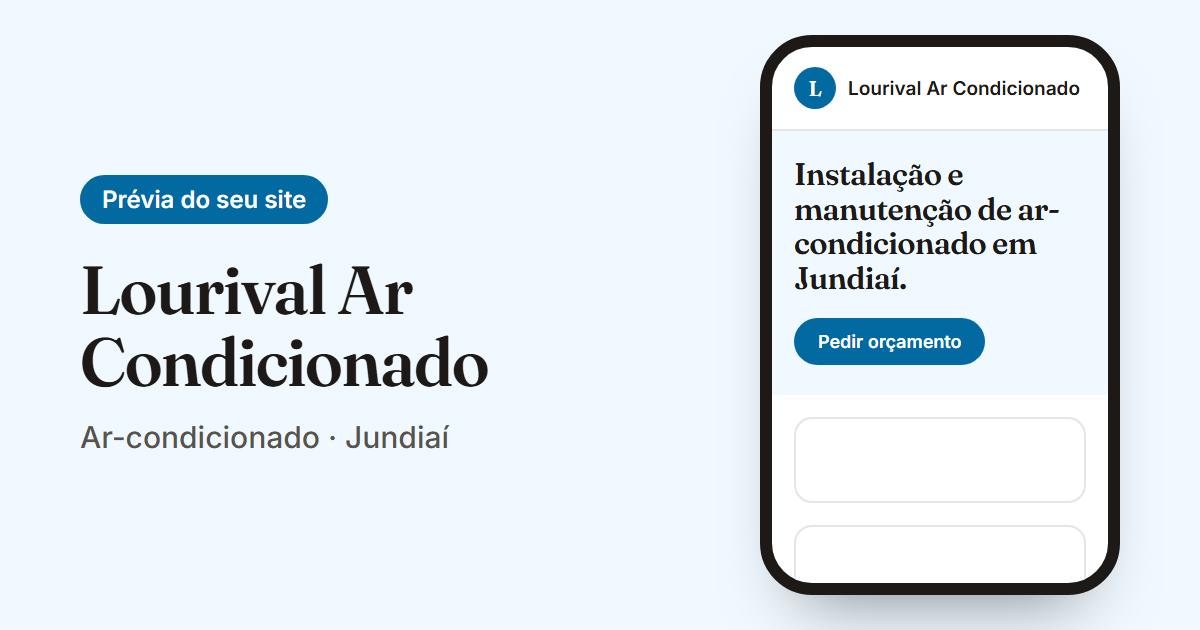 Prévia do seu site
Lourival Ar
Condicionado
Ar-condicionado · Jundiaí
L
Lourival Ar Condicionado
Instalação e
manutenção de ar-
condicionado em
Jundiaí.
Pedir orçamento